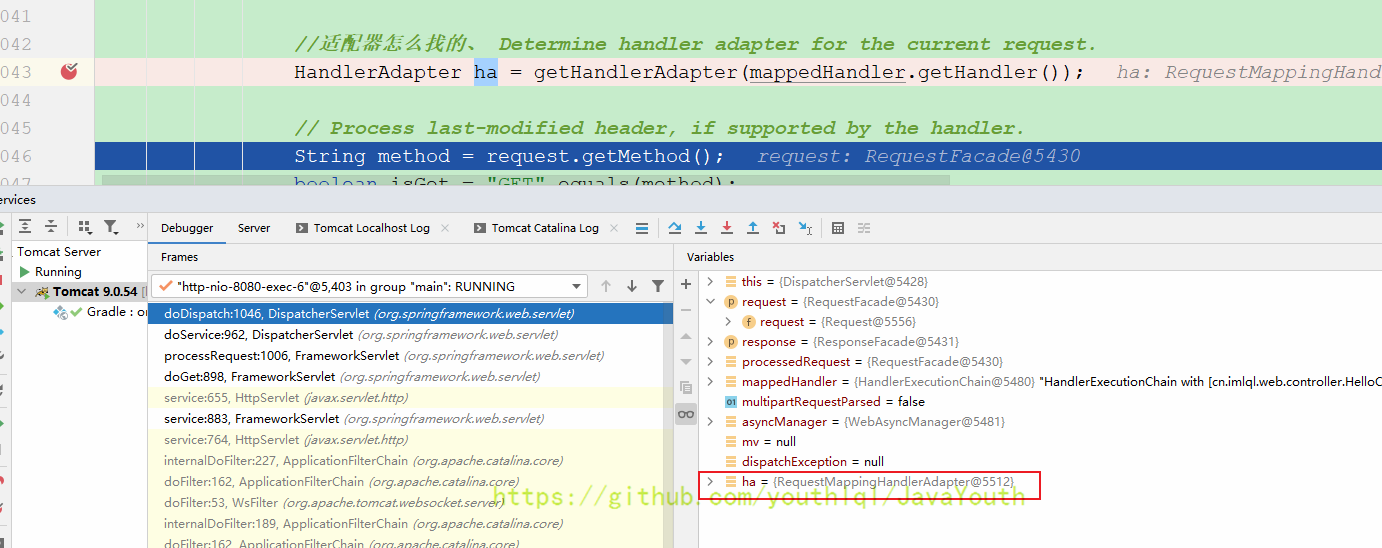 041
042 //适配器怎么找的、 Determine handler adapter for the current request.
043 HandlerAdapter ha = getHandlerAdapter(mappedHandler.getHandler()); ha: RequestMappingHand
044
045 // Process last-modified header, if supported by the handler.
046 String method = request.getMethod(); request: RequestFacade@5430
047 boolean isGet = "GET".equals(method);
ervices
Debugger Server Tomcat Localhost Log Tomcat Catalina Log
Tomcat Server
Running
Tomcat 9.0.54
Gradle : or
Frames
"http-nio-8080-exec-6"@5,403 in group "main": RUNNING
doDispatch:1046, DispatcherServlet (org.springframework.web.servlet)
doService:962, DispatcherServlet (org.springframework.web.servlet)
processRequest:1006, FrameworkServlet (org.springframework.web.servlet)
doGet:898, FrameworkServlet (org.springframework.web.servlet)
service:655, HttpServlet (javax.servlet.http)
service:883, FrameworkServlet (org.springframework.web.servlet)
service:764, HttpServlet (javax.servlet.http)
internalDoFilter:227, ApplicationFilterChain (org.apache.catalina.core)
doFilter:162, ApplicationFilterChain (org.apache.catalina.core)
doFilter:53, WsFilter (org.apache.tomcat.websocket.server)
internalDoFilter:189, ApplicationFilterChain (org.apache.catalina.core)
doFilter:162, ApplicationFilterChain (org.apache.catalina.core)
Variables
this = {DispatcherServlet@5428}
p request = {RequestFacade@5430}
f request = {Request@5556}
p response = {ResponseFacade@5431}
processedRequest = {RequestFacade@5430}
mappedHandler = {HandlerExecutionChain@5480} "HandlerExecutionChain with [cn.imlql.web.controller.HelloC
01 multipartRequestParsed = false
asyncManager = {WebAsyncManager@5481}
mv = null
dispatchException = null
ha = {RequestMappingHandlerAdapter@5512}
https://github.com/youthlql/JavaYouth